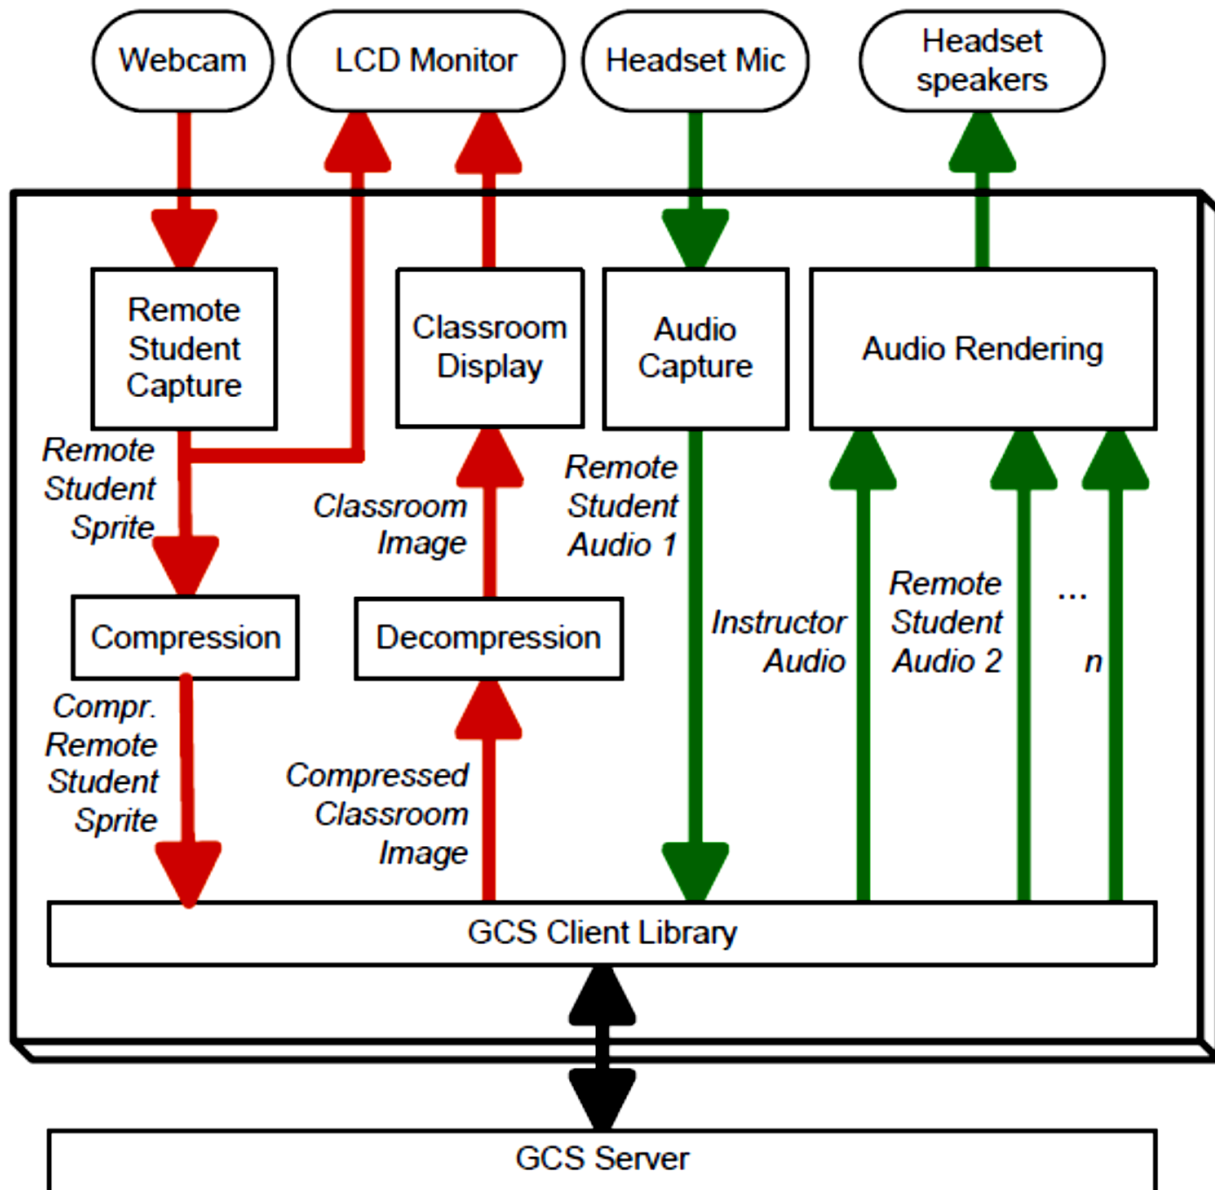 Webcam
LCD Monitor
Headset Mic
Headset
speakers
Remote
Student
Capture
Classroom
Display
Audio
Capture
Audio Rendering
Remote
Student
Sprite
Classroom
Image
Remote
Student
Audio 1
Instructor
Audio
Remote
Student
Audio 2
...
n
Compression
Decompression
Compr.
Remote
Student
Sprite
Compressed
Classroom
Image
GCS Client Library
GCS Server